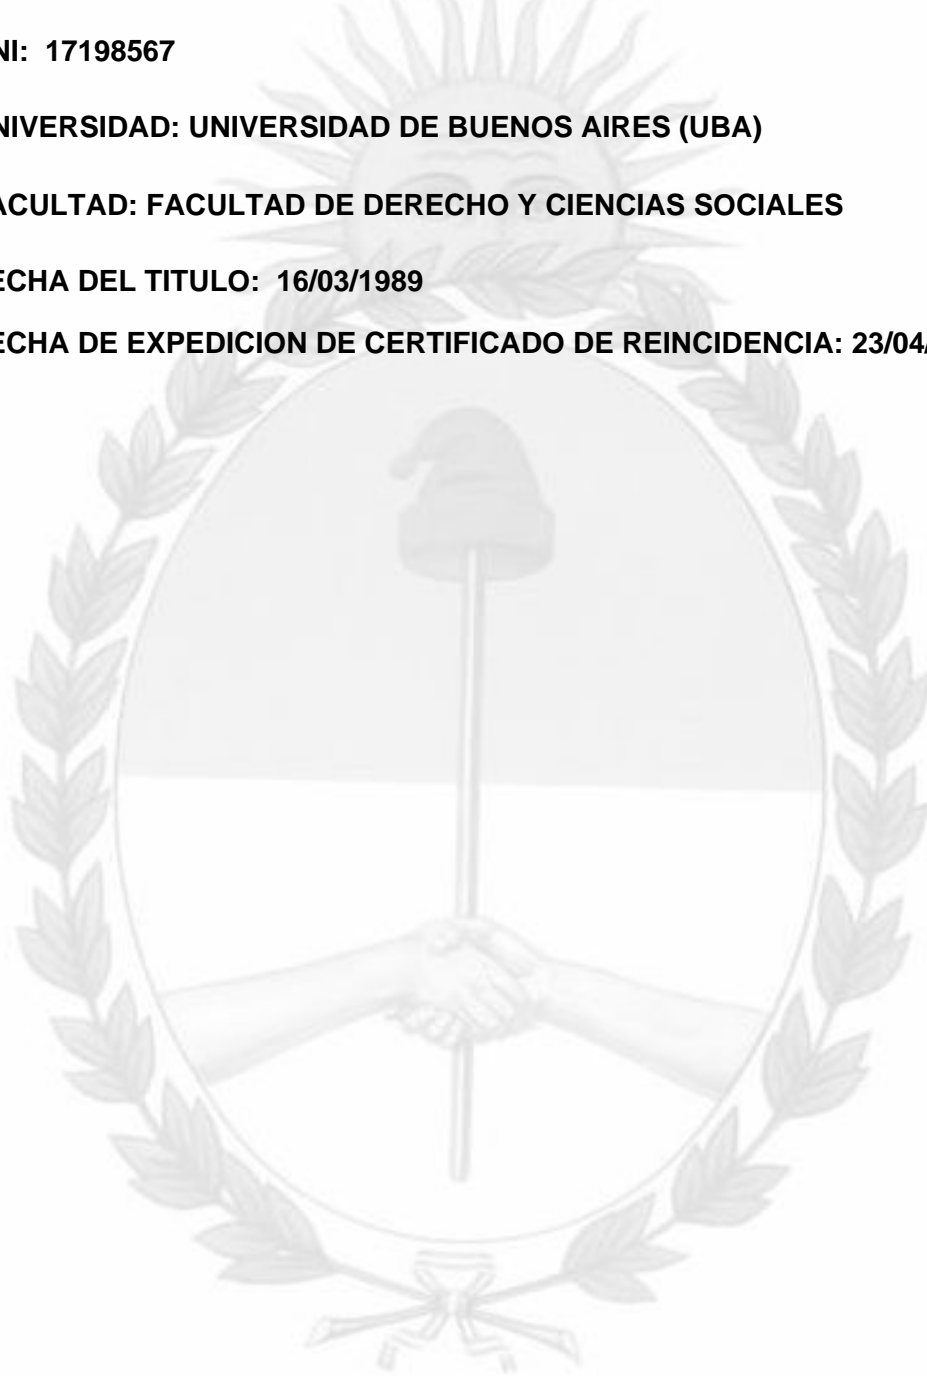 NI: 17198567
NIVERSIDAD: UNIVERSIDAD DE BUENOS AIRES (UBA)
ACULTAD: FACULTAD DE DERECHO Y CIENCIAS SOCIALES
ECHA DEL TITULO: 16/03/1989
ECHA DE EXPEDICION DE CERTIFICADO DE REINCIDENCIA: 23/04/